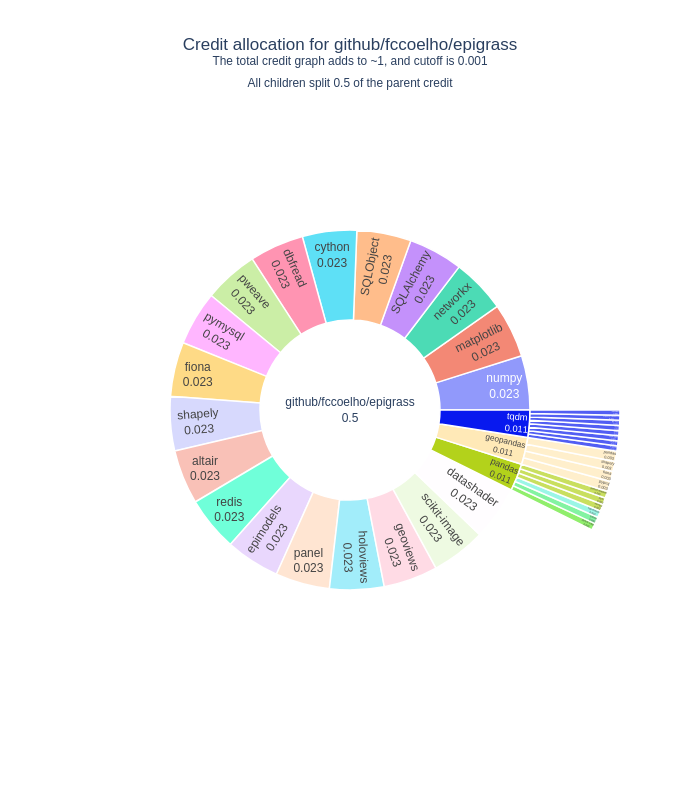 Credit allocation for github/fccoelho/epigrass
The total credit graph adds to ~1, and cutoff is 0.001
All children split 0.5 of the parent credit
github/fccoelho/epigrass
0.5
cython
0.023
SQLObject
0.023
SQLAlchemy
0.023
networkx
0.023
matplotlib
0.023
numpy
0.023
tqdm
0.011
geopandas
0.011
pandas
0.011
datashader
0.023
scikit-image
0.023
geoviews
0.023
holoviews
0.023
panel
0.023
epimodels
0.023
redis
0.023
altair
0.023
shapely
0.023
fiona
0.023
pymysql
0.023
pweave
0.023
dbfread
0.023